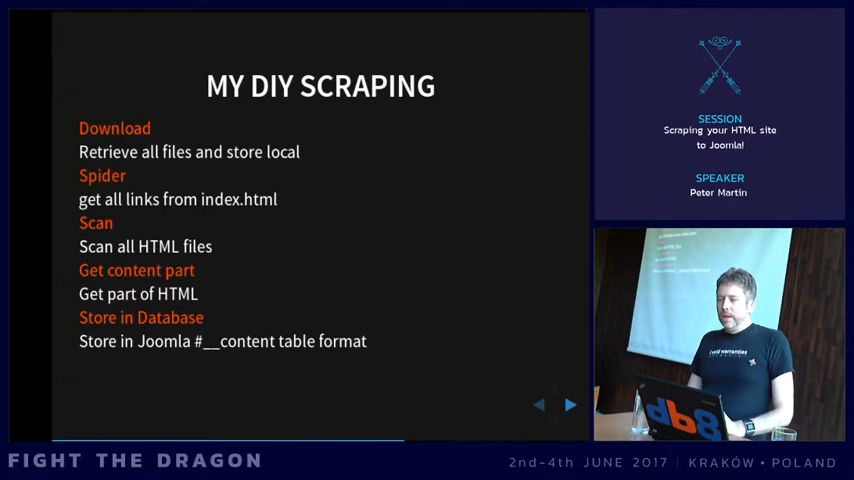 MY DIY SCRAPING
Download
Retrieve all files and store local
Spider
get all links from index.html
Scan
Scan all HTML files
Get content part
Get part of HTML
Store in Database
Store in Joomla #__content table format
SESSION
Scraping your HTML site
to Joomla!
SPEAKER
Peter Martin
I void warranties
db8
FIGHT THE DRAGON
2nd-4th JUNE 2017 | KRAKÓW • POLAND